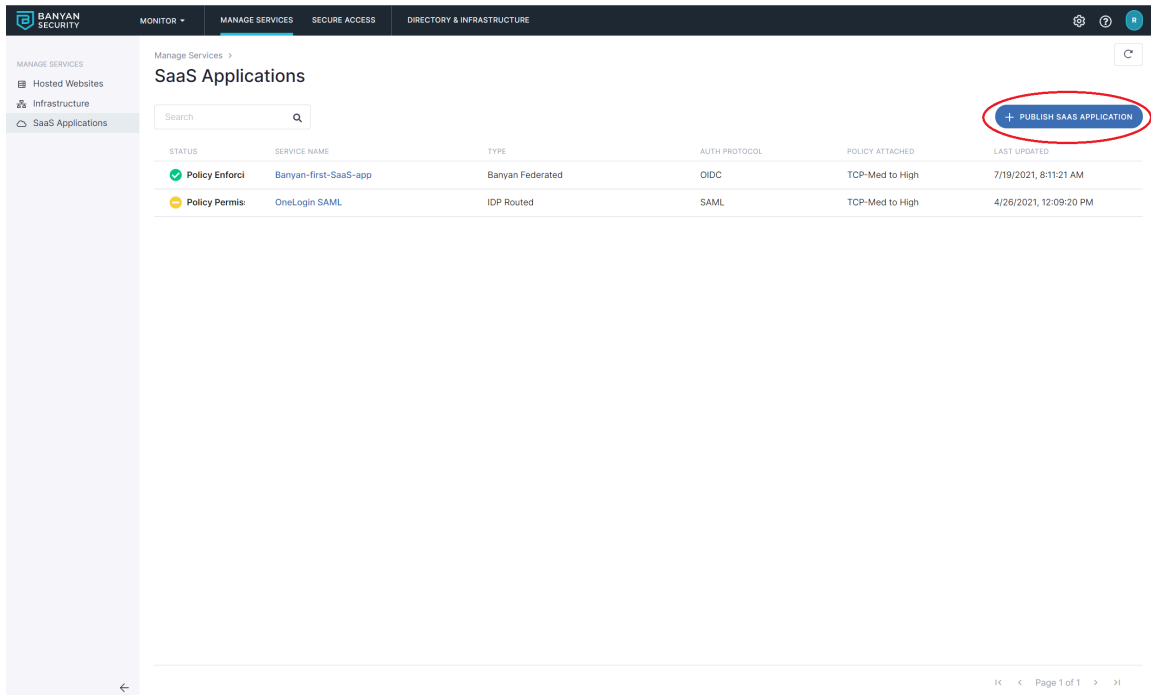 BANYAN
SECURITY
MONITOR
MANAGE SERVICES
SECURE ACCESS
DIRECTORY & INFRASTRUCTURE
R
MANAGE SERVICES
Hosted Websites
Infrastructure
SaaS Applications
Manage Services >
SaaS Applications
Search
+ PUBLISH SAAS APPLICATION
STATUS SERVICE NAME TYPE AUTH PROTOCOL POLICY ATTACHED LAST UPDATED
Policy Enforci Banyan-first-SaaS-app Banyan Federated OIDC TCP-Med to High 7/19/2021, 8:11:21 AM
Policy Permis OneLogin SAML IDP Routed SAML TCP-Med to High 4/26/2021, 12:09:20 PM
Page 1 of 1